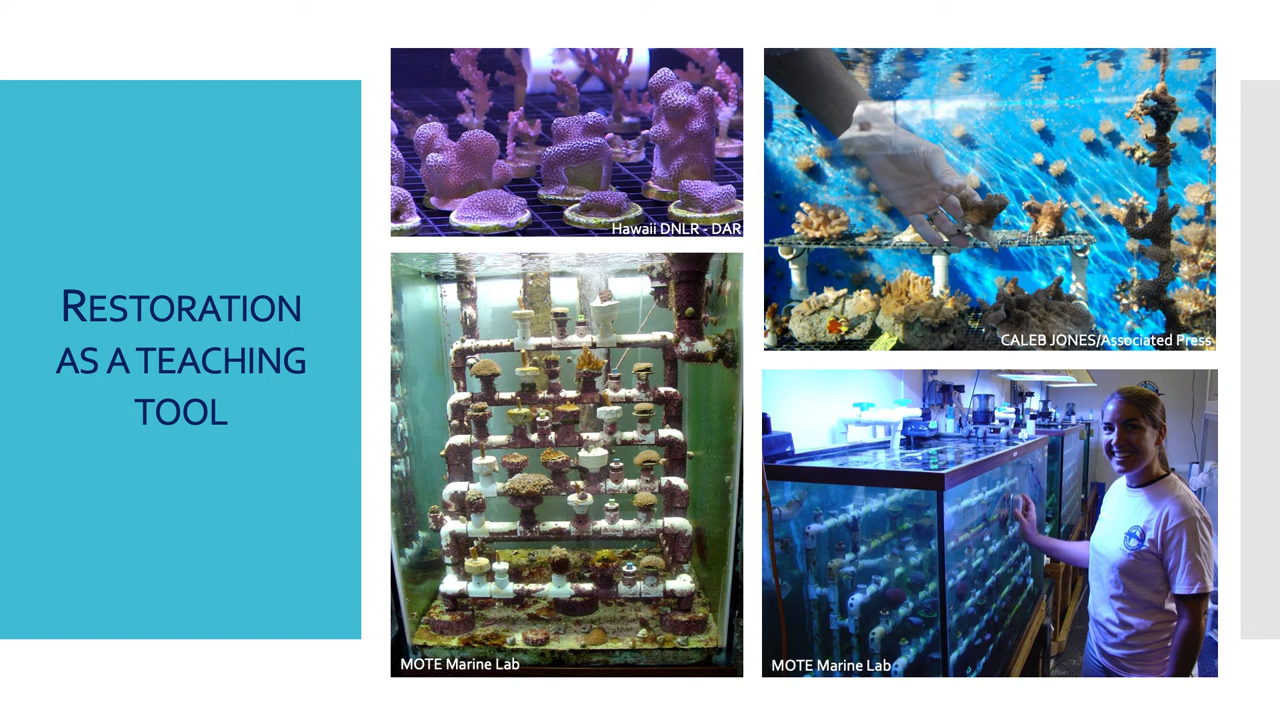 RESTORATION
AS A TEACHING
TOOL
Hawaii DNLR - DAR
CALEB JONES/Associated Press
MOTE Marine Lab
MOTE Marine Lab